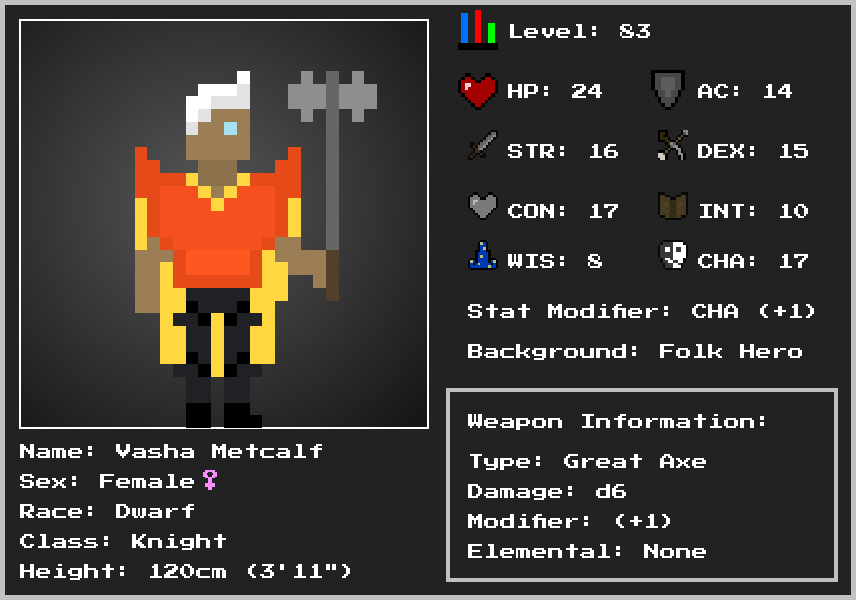 Level: 83
HP: 24 AC: 14
STR: 16 DEX: 15
CON: 17 INT: 10
WIS: 8 CHA: 17
Stat Modifier: CHA (+1)
Background: Folk Hero
Weapon Information:
Type: Great Axe
Damage: d6
Modifier: (+1)
Elemental: None
Name: Vasha Metcalf
Sex: Female♀
Race: Dwarf
Class: Knight
Height: 120cm (3'11")